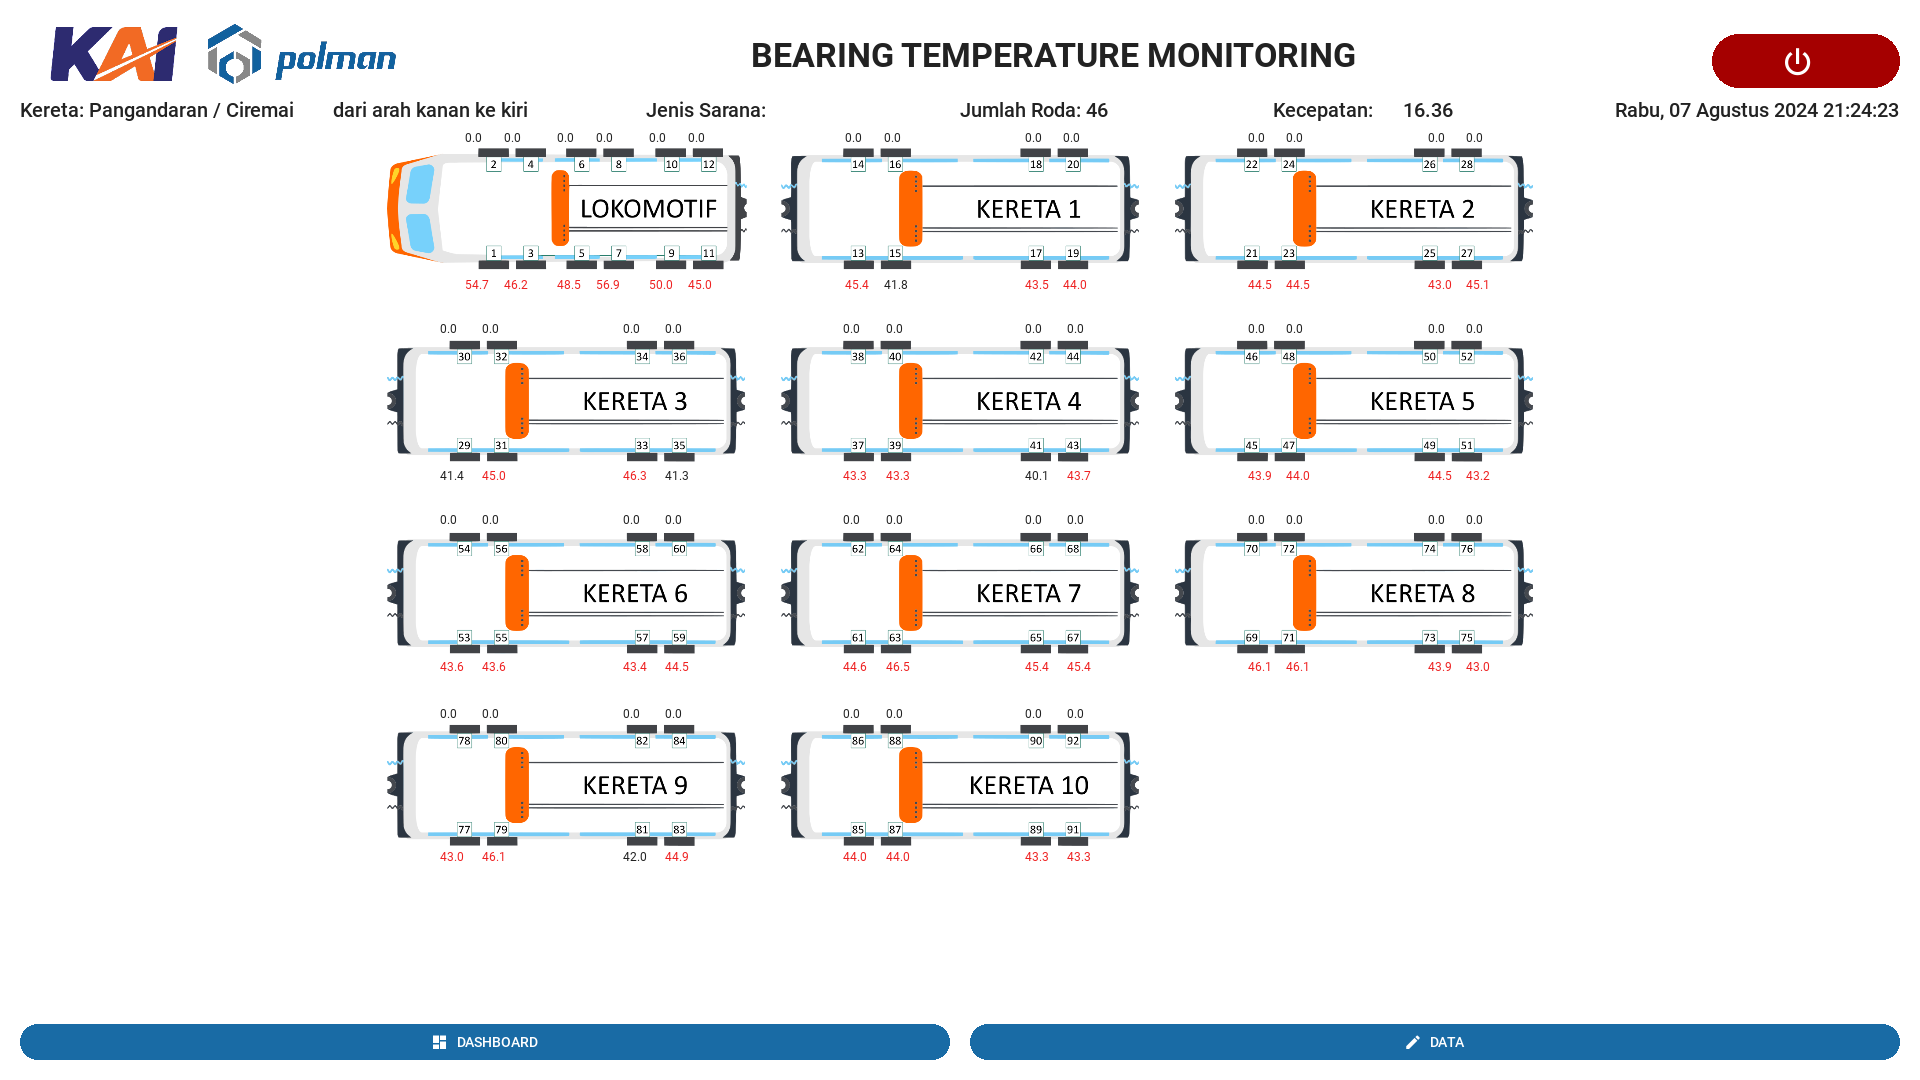 KAI polman BEARING TEMPERATURE MONITORING
Kereta: Pangandaran / Ciremai dari arah kanan ke kiri Jenis Sarana: Jumlah Roda: 46 Kecepatan: 16.36 Rabu, 07 Agustus 2024 21:24:23
0.0 0.0 0.0 0.0 0.0 0.0 0.0 0.0 0.0 0.0 0.0 0.0 0.0 0.0
2 4 6 8 10 12 14 16 18 20 22 24 26 28
LOKOMOTIF KERETA 1 KERETA 2
1 3 5 7 9 11 13 15 17 19 21 23 25 27
54.7 46.2 48.5 56.9 50.0 45.0 45.4 41.8 43.5 44.0 44.5 44.5 43.0 45.1
0.0 0.0 0.0 0.0 0.0 0.0 0.0 0.0 0.0 0.0 0.0 0.0
30 32 34 36 38 40 42 44 46 48 50 52
KERETA 3 KERETA 4 KERETA 5
29 31 33 35 37 39 41 43 45 47 49 51
41.4 45.0 46.3 41.3 43.3 43.3 40.1 43.7 43.9 44.0 44.5 43.2
0.0 0.0 0.0 0.0 0.0 0.0 0.0 0.0 0.0 0.0 0.0 0.0
54 56 58 60 62 64 66 68 70 72 74 76
KERETA 6 KERETA 7 KERETA 8
53 55 57 59 61 63 65 67 69 71 73 75
43.6 43.6 43.4 44.5 44.6 46.5 45.4 45.4 46.1 46.1 43.9 43.0
0.0 0.0 0.0 0.0 0.0 0.0 0.0 0.0
78 80 82 84 86 88 90 92
KERETA 9 KERETA 10
77 79 81 83 85 87 89 91
43.0 46.1 42.0 44.9 44.0 44.0 43.3 43.3
DASHBOARD DATA